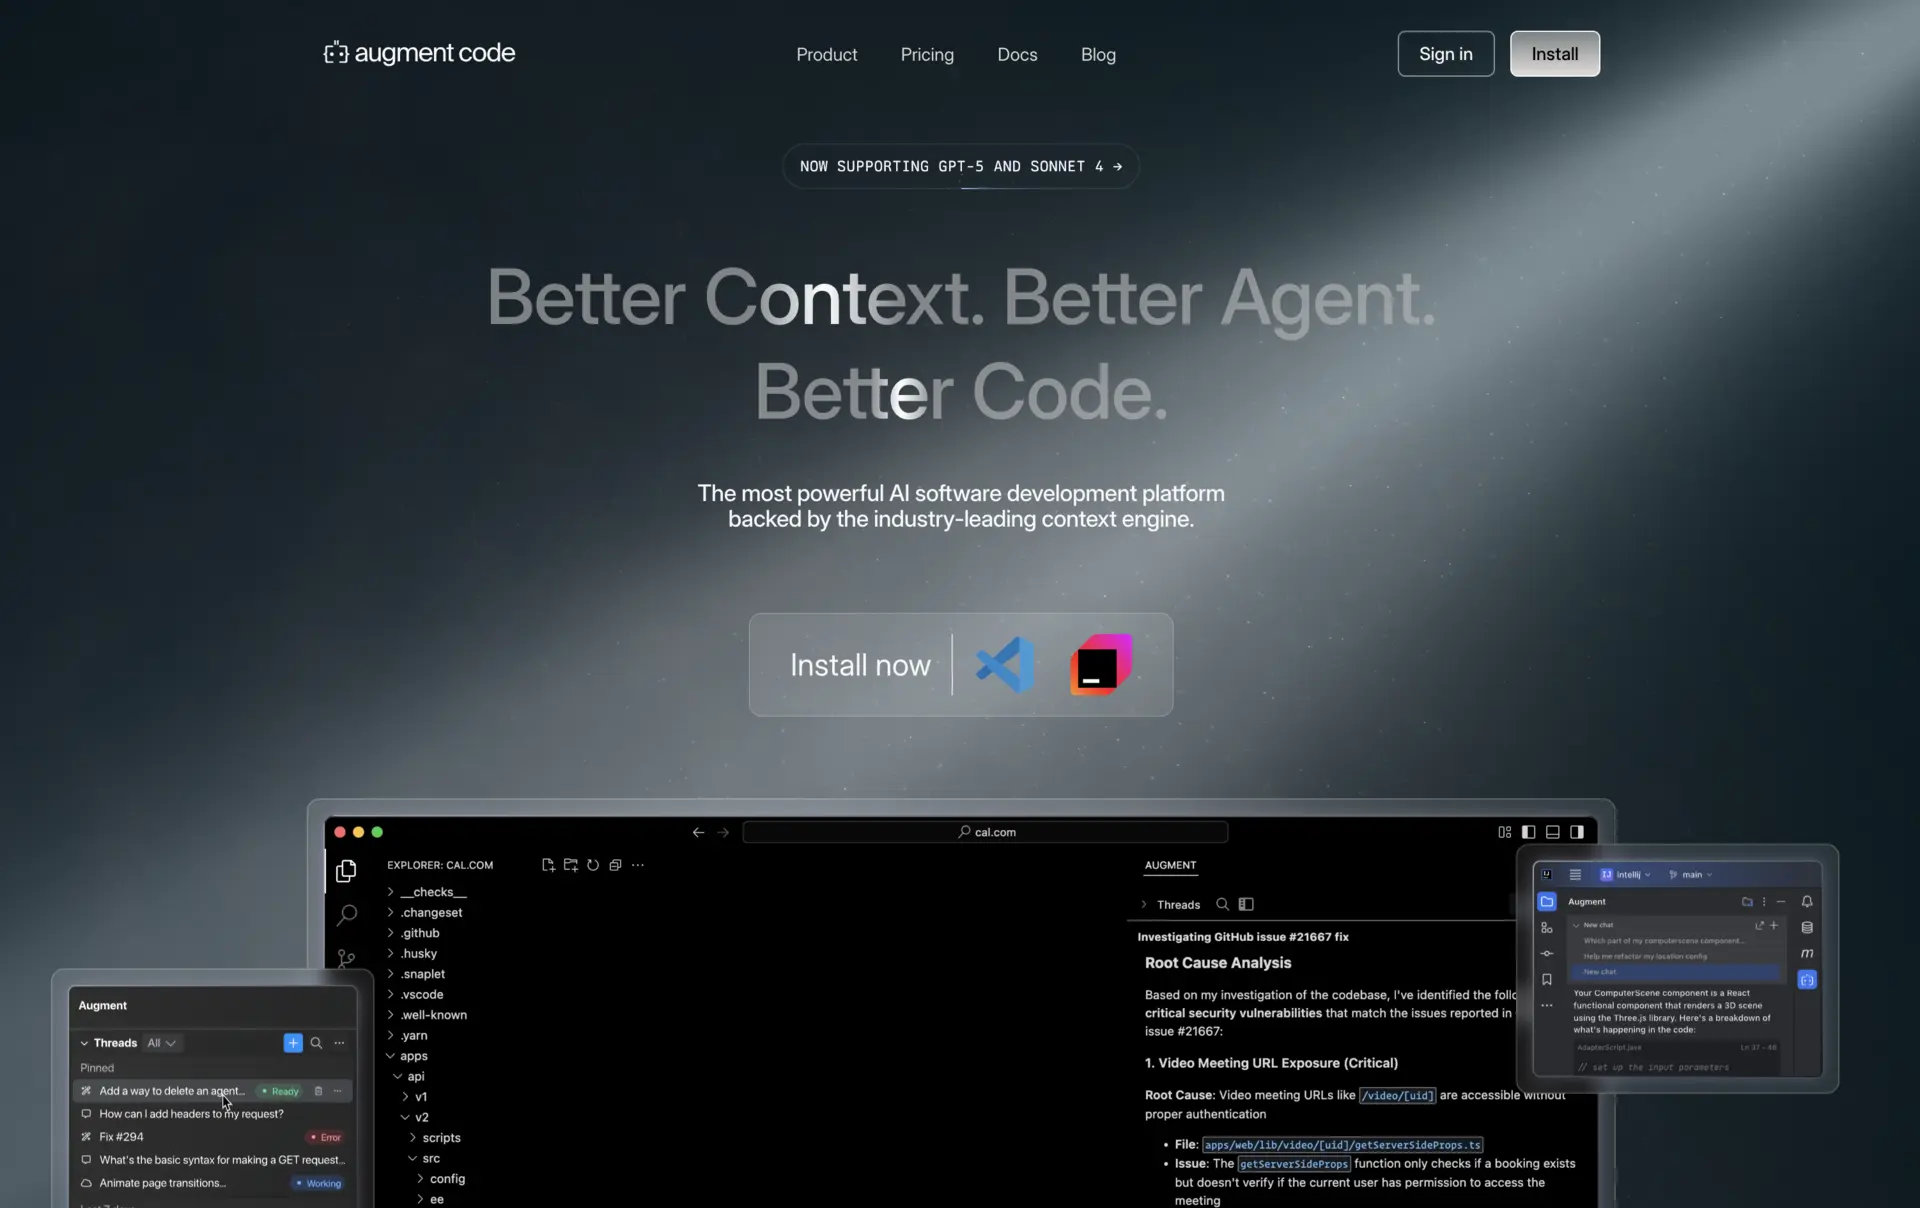 augment code
Product
Pricing
Docs
Blog
Sign in
Install
NOW SUPPORTING GPT-5 AND SONNET 4 →
Better Context. Better Agent.
Better Code.
The most powerful AI software development platform
backed by the industry-leading context engine.
Install now
cal.com
EXPLORER: CAL.COM
__checks__
.changeset
.github
.husky
.snaplet
.vscode
.well-known
.yarn
apps
api
v1
v2
scripts
src
config
ee
AUGMENT
Threads
Investigating GitHub issue #21667 fix
Root Cause Analysis
Based on my investigation of the codebase, I've identified the
critical security vulnerabilities that match the issues reported in
issue #21667:
1. Video Meeting URL Exposure (Critical)
Root Cause: Video meeting URLs like /video/[uid] are accessible without
proper authentication
• File: apps/web/lib/video/[uid]/getServerSideProps.ts
• Issue: The getServerSideProps function only checks if a booking exists
but doesn't verify if the current user has permission to access the
meeting
Augment
Threads All
Pinned
Add a way to delete an agent... • Ready
How can I add headers to my request?
Fix #294 • Error
What's the basic syntax for making a GET request...
Animate page transitions... • Working
IJ intellij main
Augment
New chat
Which part of my computerscene component...
Help me refactor my location config
New chat
Your ComputerScene component is a React
functional component that renders a 3D scene
using the Three.js library. Here's a breakdown of
what's happening in the code:
AdapterScript.java Ln 37 - 46
// set up the input parameters